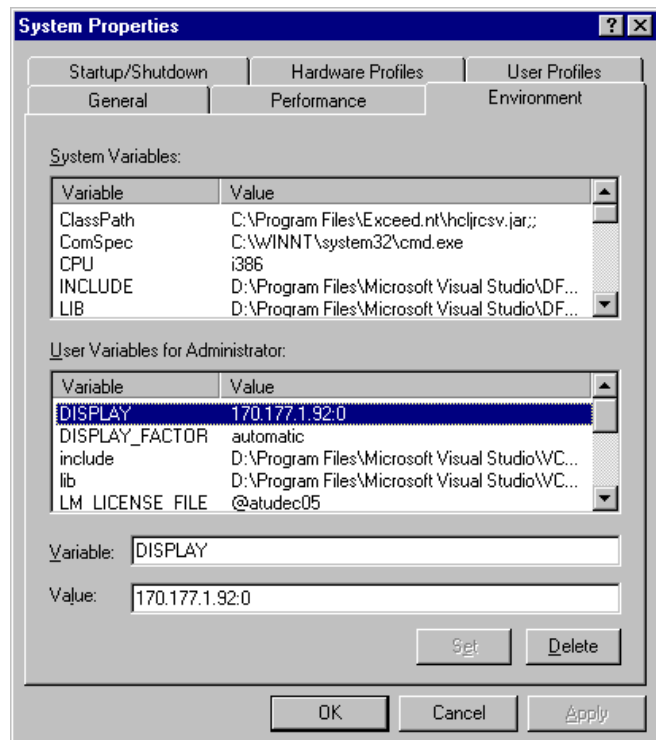 System Properties
Startup/Shutdown Hardware Profiles User Profiles
General Performance Environment
System Variables:
Variable Value
ClassPath C:\Program Files\Exceed.nt\hcljrcsv.jar;;
ComSpec C:\WINNT\system32\cmd.exe
CPU i386
INCLUDE D:\Program Files\Microsoft Visual Studio\DF...
LIB D:\Program Files\Microsoft Visual Studio\DF...
User Variables for Administrator:
Variable Value
DISPLAY 170.177.1.92:0
DISPLAY_FACTOR automatic
include D:\Program Files\Microsoft Visual Studio\VC...
lib D:\Program Files\Microsoft Visual Studio\VC...
LM_LICENSE_FILE @atudec05
Variable: DISPLAY
Value: 170.177.1.92:0
Set Delete
OK Cancel Apply